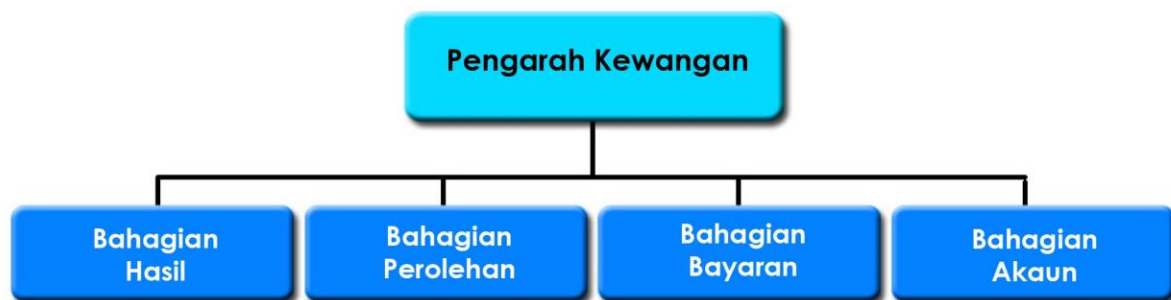 Pengarah Kewangan
Bahagian
Hasil
Bahagian
Perolehan
Bahagian
Bayaran
Bahagian
Akaun